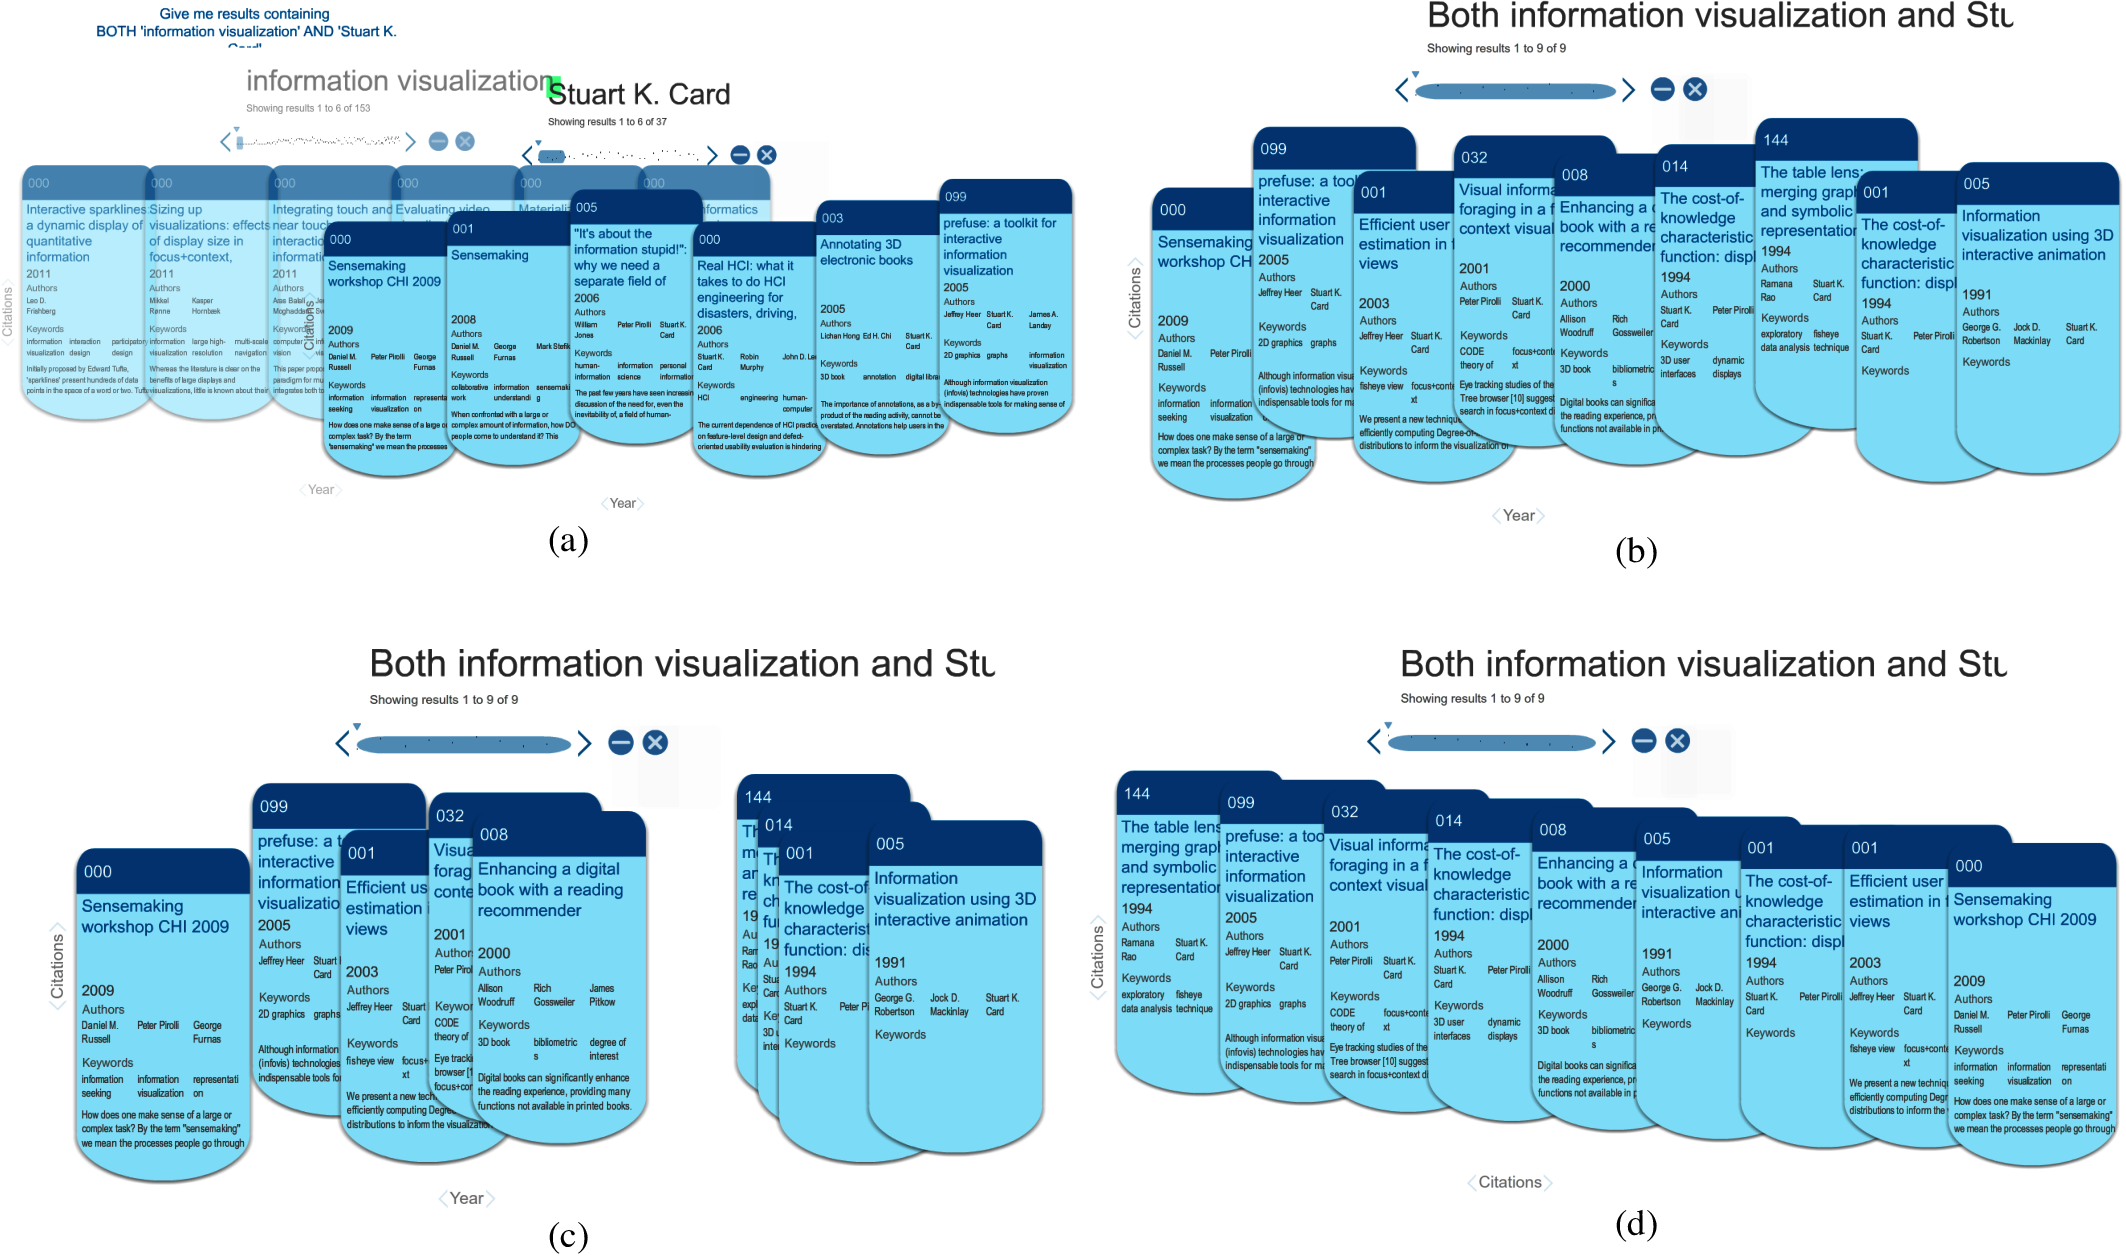 Give me results containing
BOTH 'information visualization' AND 'Stuart K.
Card'
information visualization
Showing results 1 to 6 of 153
Stuart K. Card
Showing results 1 to 6 of 37
000
Interactive sparklines
a dynamic display of
quantitative
information
2011
Authors
Leo D.
Frishberg
Keywords
information interaction participatory
visualization design design
Initially proposed by Edward Tufte,
'sparklines' present hundreds of data
points in the space of a word or two. Tufte
000
Sizing up
visualizations: effects
of display size in
focus+context,
2011
Authors
Mikkel Kasper
Rønne Hornbæk
Keywords
information large high- multi-scale
visualization resolution navigation
Whereas the literature is clear on the
benefits of large displays and
visualizations, little is known about their
000
Integrating touch and
near touch
2011
Authors
Keywords
This paper
paradigm for mu
integrates both
000
Evaluating video
000
000
Citations
Year
000
Sensemaking
workshop CHI 2009
2009
Authors
Daniel M. Peter Pirolli George
Russell Furnas
Keywords
information information representa
seeking visualization on
How does one make sense of a large or
complex task? By the term
"sensemaking" we mean the processes
001
Sensemaking
2008
Authors
Daniel M. George Mark Stefik
Russell Furnas
Keywords
collaborative information sensemaki
work understandi g
When confronted with a large or
complex amount of information, how DO
people come to understand it? This
005
"It's about the
information stupid!":
why we need a
separate field of
2006
Authors
William Peter Pirolli Stuart K.
Jones Card
Keywords
human- information personal
information science information
The past few years have seen increasin
discussion of the need for, even the
inevitability of, a field of human-
000
Real HCI: what it
takes to do HCI
engineering for
disasters, driving,
2006
Authors
Stuart K. Robin John D. Lee
Card Murphy
Keywords
HCI engineering human-
computer
The current dependence of HCI practice
on feature-level design and defect-
oriented usability evaluation is hindering
003
Annotating 3D
electronic books
2005
Authors
Lichan Hong Ed H. Chi Stuart K.
Card
Keywords
3D book annotation digital librar
The importance of annotations, as a by-
product of the reading activity, cannot be
overstated. Annotations help users in the
099
prefuse: a toolkit for
interactive
information
visualization
2005
Authors
Jeffrey Heer Stuart K. James A.
Card Landay
Keywords
2D graphics graphs information
visualization
Although information visualization
(infovis) technologies have proven
indispensable tools for making sense of
Citations
Year
(a)
Both information visualization and Stu
Showing results 1 to 9 of 9
000
Sensemaking
workshop CH
2009
Authors
Daniel M. Peter Pirolli
Russell
Keywords
information information
seeking visualization
How does one make sense of a large or
complex task? By the term "sensemaking"
we mean the processes people go through
099
prefuse: a tool
interactive
information
visualization
2005
Authors
Jeffrey Heer Stuart K.
Card
Keywords
2D graphics graphs
Although information visua
(infovis) technologies hav
indispensable tools for ma
001
Efficient user
estimation in f
views
2003
Authors
Jeffrey Heer Stuart K.
Card
Keywords
fisheye view focus+conte
xt
We present a new technique
efficiently computing Degree-of-
distributions to inform the visualization of
032
Visual informa
foraging in a f
context visual
2001
Authors
Peter Pirolli Stuart K.
Card
Keywords
CODE focus+conte
theory of xt
Eye tracking studies of the
Tree browser [10] suggest
search in focus+context di
008
Enhancing a d
book with a re
recommender
2000
Authors
Allison Rich
Woodruff Gossweiler
Keywords
3D book bibliometric
s
Digital books can significa
the reading experience, pr
functions not available in pr
014
The cost-of-
knowledge
characteristic
function: displ
1994
Authors
Stuart K. Peter Pirolli
Card
Keywords
3D user dynamic
interfaces displays
144
The table lens:
merging grap
and symbolic
representation
1994
Authors
Ramana Stuart K.
Rao Card
Keywords
exploratory fisheye
data analysis technique
001
The cost-of-
knowledge
characteristic
function: displ
1994
Authors
Stuart K. Peter Pirolli
Card
Keywords
005
Information
visualization using 3D
interactive animation
1991
Authors
George G. Jock D. Stuart K.
Robertson Mackinlay Card
Keywords
Citations
Year
(b)
Both information visualization and Stu
Showing results 1 to 9 of 9
000
Sensemaking
workshop CHI 2009
2009
Authors
Daniel M. Peter Pirolli George
Russell Furnas
Keywords
information information representati
seeking visualization on
How does one make sense of a large or
complex task? By the term "sensemaking"
we mean the processes people go through
099
prefuse: a t
interactive
information
visualizatio
2005
Authors
Jeffrey Heer Stuart
Card
Keywords
2D graphics graphs
Although information
(infovis) technologies
indispensable tools fo
001
Efficient us
estimation i
views
2003
Authors
Jeffrey Heer Stuart
Card
Keywords
fisheye view focus+
xt
We present a new tech
efficiently computing Degre
distributions to inform the visualization
032
Visua
forag
conte
2001
Authors
Peter Pirol
Keywor
CODE
theory of
Eye tracki
browser [1
focus+con
008
Enhancing a digital
book with a reading
recommender
2000
Authors
Allison Rich James
Woodruff Gossweiler Pitkow
Keywords
3D book bibliometric degree of
s interest
Digital books can significantly enhance
the reading experience, providing many
functions not available in printed books.
144
Th
me
an
re
19
Au
Ram
Rao
Key
expl
data
014
Th
kn
ch
fun
19
Au
Stua
Card
Key
3D u
inter
001
The cost-of
knowledge
characterist
function: dis
1994
Authors
Stuart K. Peter Pi
Card
Keywords
005
Information
visualization using 3D
interactive animation
1991
Authors
George G. Jock D. Stuart K.
Robertson Mackinlay Card
Keywords
Citations
Year
(c)
Both information visualization and Stu
Showing results 1 to 9 of 9
144
The table lens
merging grap
and symbolic
representation
1994
Authors
Ramana Stuart K.
Rao Card
Keywords
exploratory fisheye
data analysis technique
099
prefuse: a too
interactive
information
visualization
2005
Authors
Jeffrey Heer Stuart K.
Card
Keywords
2D graphics graphs
Although information visua
(infovis) technologies hav
indispensable tools for ma
032
Visual informa
foraging in a f
context visual
2001
Authors
Peter Pirolli Stuart K.
Card
Keywords
CODE focus+conte
theory of xt
Eye tracking studies of the
Tree browser [10] suggest
search in focus+context di
014
The cost-of-
knowledge
characteristic
function: displ
1994
Authors
Stuart K. Peter Pirolli
Card
Keywords
3D user dynamic
interfaces displays
008
Enhancing a d
book with a re
recommender
2000
Authors
Allison Rich
Woodruff Gossweiler
Keywords
3D book bibliometric
s
Digital books can significa
the reading experience, pr
functions not available in p
005
Information
visualization u
interactive ani
1991
Authors
George G. Jock D.
Robertson Mackinlay
Keywords
001
The cost-of-
knowledge
characteristic
function: displ
1994
Authors
Stuart K. Peter Pirolli
Card
Keywords
001
Efficient user
estimation in f
views
2003
Authors
Jeffrey Heer Stuart K.
Card
Keywords
fisheye view focus+conte
xt
We present a new techniq
efficiently computing Degr
distributions to inform the
000
Sensemaking
workshop CHI 2009
2009
Authors
Daniel M. Peter Pirolli George
Russell Furnas
Keywords
information information representati
seeking visualization on
How does one make sense of a large or
complex task? By the term "sensemaking"
we mean the processes people go through
Citations
Citations
(d)